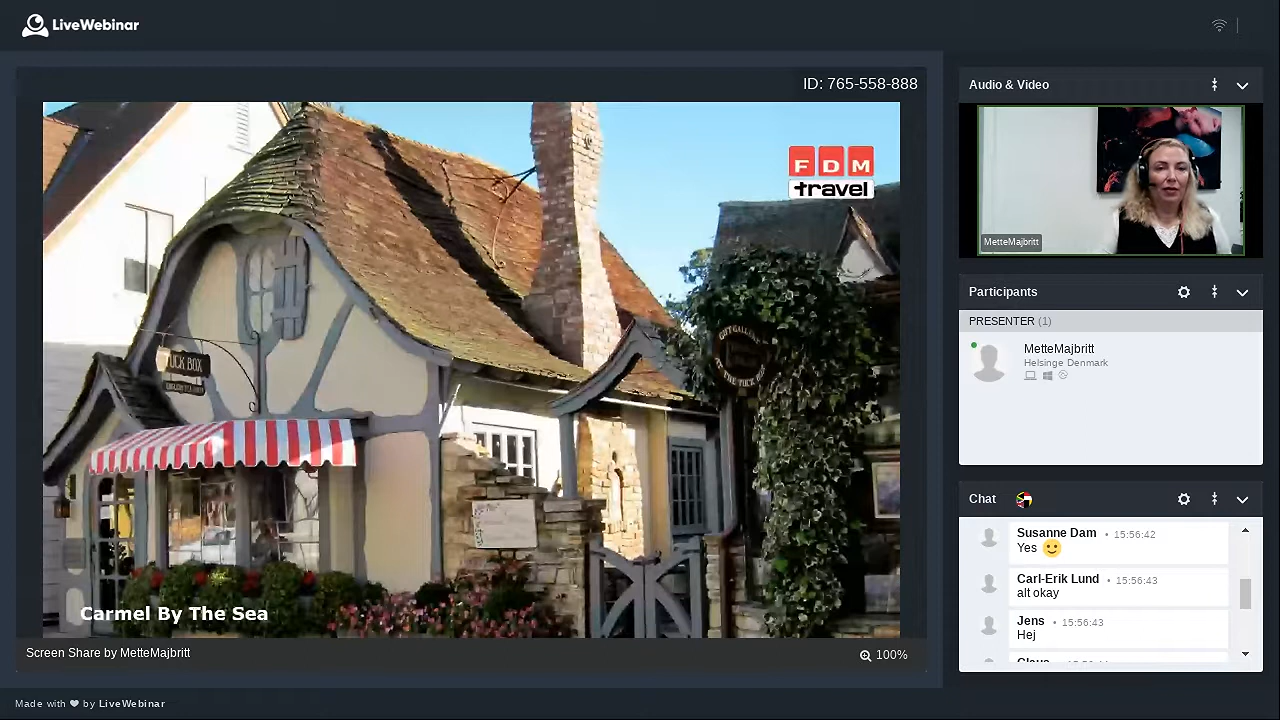 LiveWebinar
ID: 765-558-888
FDM
travel
TUCK BOX
Carmel By The Sea
Screen Share by MetteMajbritt
100%
Audio & Video
MetteMajbritt
Participants
PRESENTER (1)
MetteMajbritt
Helsinge Denmark
Chat
Susanne Dam • 15:56:42
Yes
Carl-Erik Lund • 15:56:43
alt okay
Jens • 15:56:43
Hej
Made with by LiveWebinar